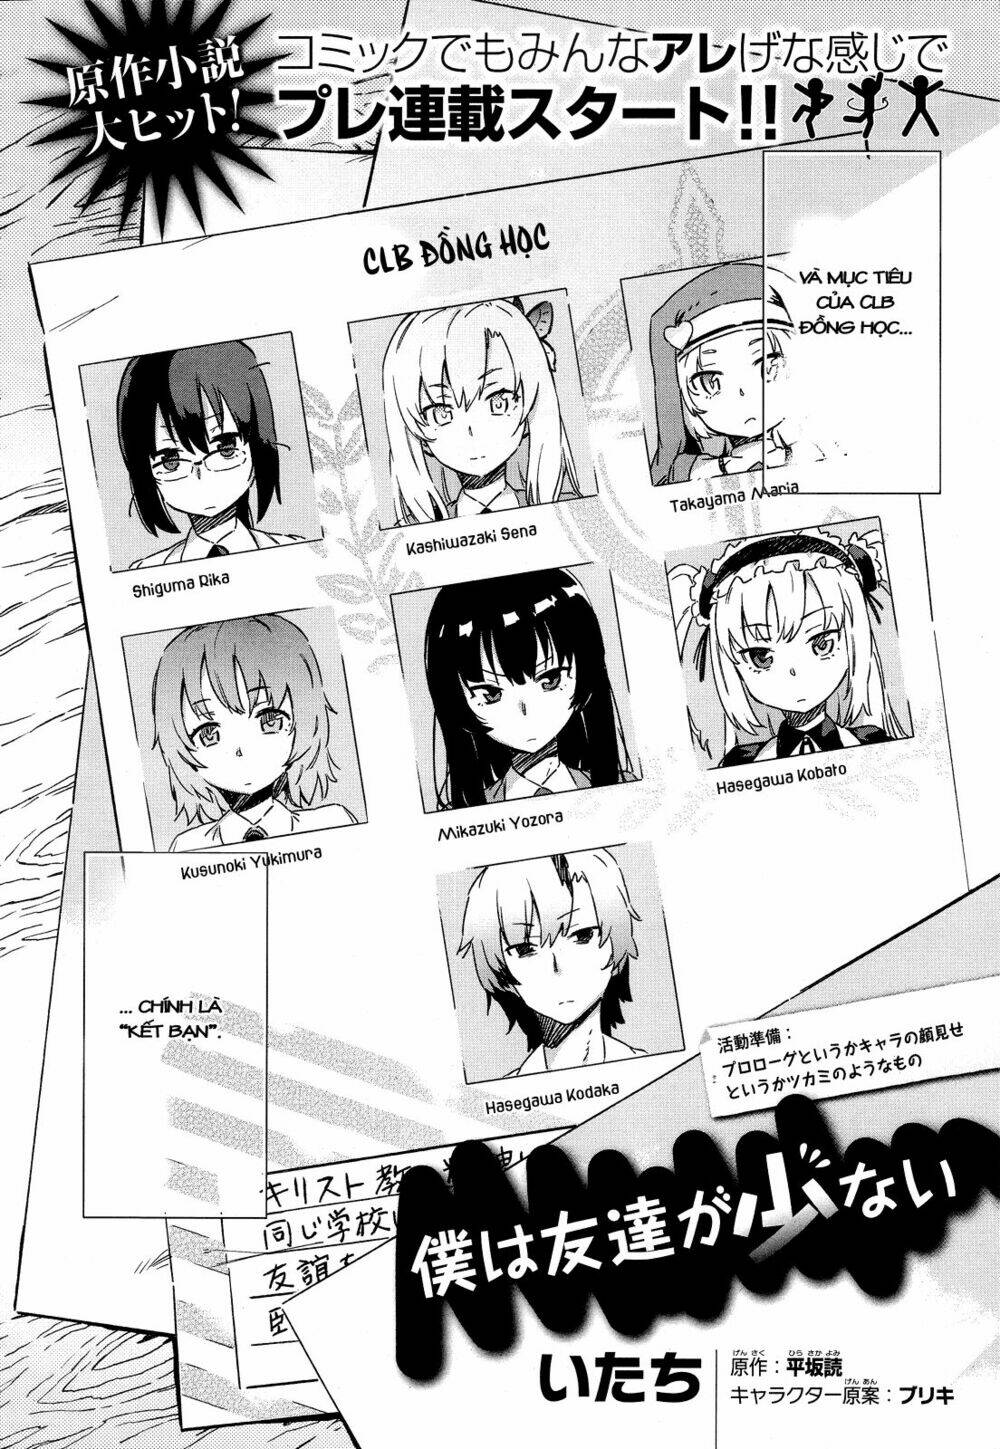 原作小説
大ヒット!
コミックでもみんなアレげな感じで
プレ連載スタート!!
CLB ĐỒNG HỌC
VÀ MỤC TIÊU
CỦA CLB
ĐỒNG HỌC...
Shiguma Rika
Kashiwazaki Sena
Takayama Maria
Kusunoki Yukimura
Mikazuki Yozora
Hasegawa Kobato
Hasegawa Kodaka
... CHÍNH LÀ
“KẾT BẠN”.
活動準備：
プロローグというかキャラの顔見せ
というかツカミのようなもの
キリスト教
同じ学校
友誼
僕は友達が少ない
いたち
原作：平坂読
げんさく ひらさかよみ
キャラクター原案：ブリキ
げんあん